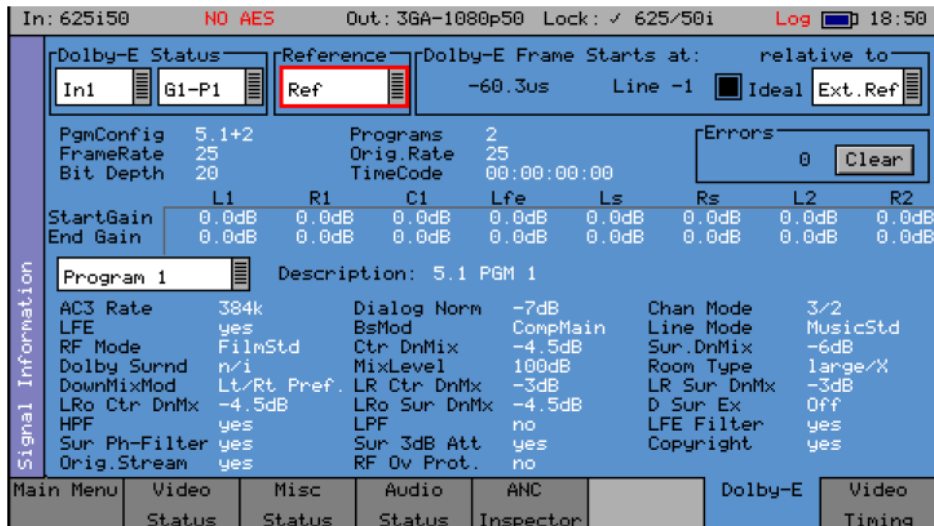 In: 625i50 NO AES Out: 3GA-1080p50 Lock: ✓ 625/50i Log 18:50
Dolby-E Status Reference Dolby-E Frame Starts at: relative to
In1 G1-P1 Ref -60.3us Line -1 Ideal Ext.Ref
PgmConfig 5.1+2 Programs 2 Errors
FrameRate 25 Orig.Rate 25 0 Clear
Bit Depth 20 TimeCode 00:00:00:00
L1 R1 C1 Lfe Ls Rs L2 R2
StartGain 0.0dB 0.0dB 0.0dB 0.0dB 0.0dB 0.0dB 0.0dB 0.0dB
End Gain 0.0dB 0.0dB 0.0dB 0.0dB 0.0dB 0.0dB 0.0dB 0.0dB
Program 1 Description: 5.1 PGM 1
AC3 Rate 384k Dialog Norm -7dB Chan Mode 3/2
LFE yes BsMod CompMain Line Mode MusicStd
RF Mode FilmStd Ctr DnMix -4.5dB Sur.DnMix -6dB
Dolby Surnd n/i MixLevel 100dB Room Type large/X
DownMixMod Lt/Rt Pref. LR Ctr DnMx -3dB LR Sur DnMx -3dB
LRo Ctr DnMx -4.5dB LRo Sur DnMx -4.5dB D Sur Ex Off
HPF yes LPF no LFE Filter yes
Sur Ph-Filter yes Sur 3dB Att yes Copyright yes
Orig.Stream yes RF Ov Prot. no
Signal Information
Main Menu Video Status Misc Status Audio Status ANC Inspector Dolby-E Video Timing